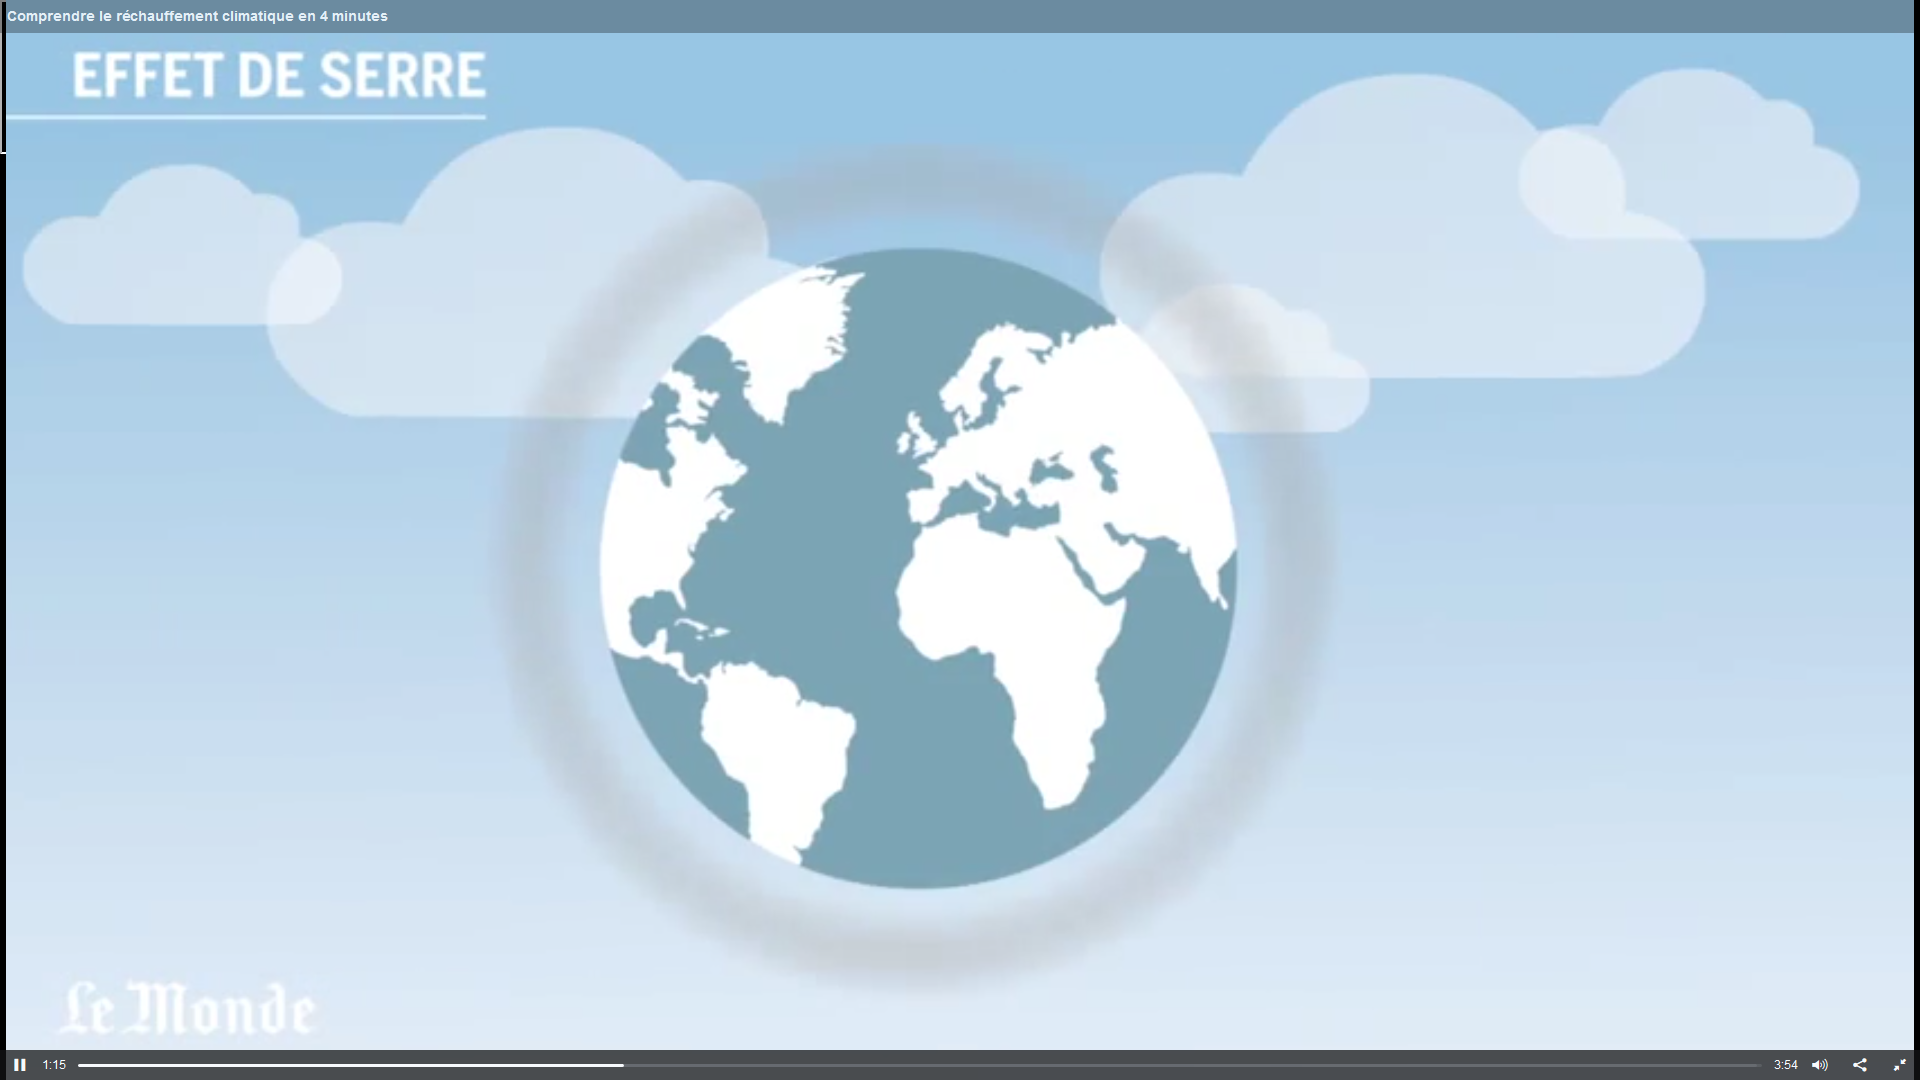 Comprendre le réchauffement climatique en 4 minutes
EFFET DE SERRE
Le Monde
1:15
3:54